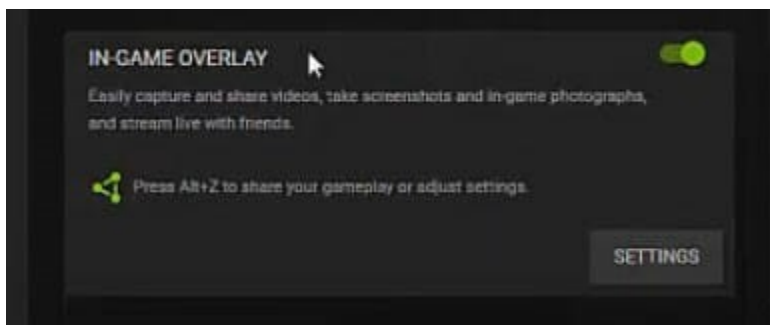 IN-GAME OVERLAY
Easily capture and share videos, take screenshots and in-game photographs,
and stream live with friends.
Press Alt+Z to share your gameplay or adjust settings.
SETTINGS